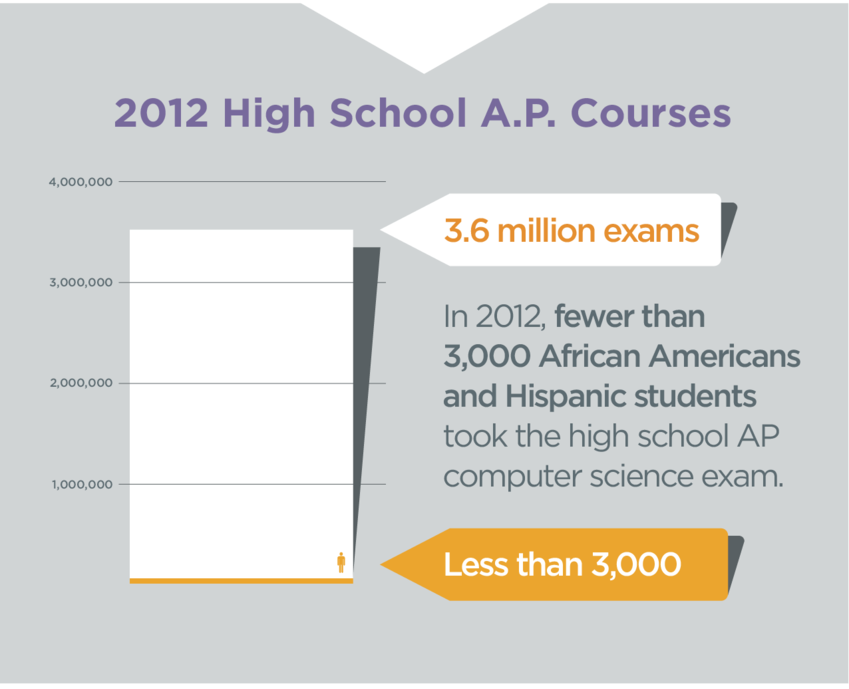 2012 High School A.P. Courses
4,000,000
3,000,000
2,000,000
1,000,000
3.6 million exams
In 2012, fewer than
3,000 African Americans
and Hispanic students
took the high school AP
computer science exam.
Less than 3,000